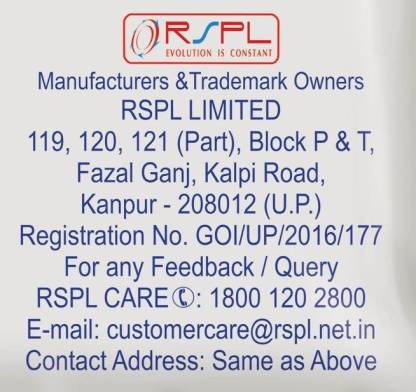 RSPL
EVOLUTION IS CONSTANT
Manufacturers &Trademark Owners
RSPL LIMITED
119, 120, 121 (Part), Block P & T,
Fazal Ganj, Kalpi Road,
Kanpur - 208012 (U.P.)
Registration No. GOI/UP/2016/177
For any Feedback / Query
RSPL CARE ✆: 1800 120 2800
E-mail: customercare@rspl.net.in
Contact Address: Same as Above